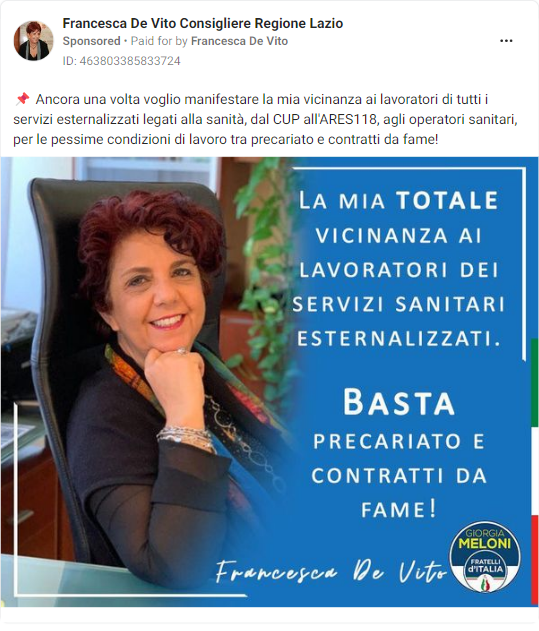 Francesca De Vito Consigliere Regione Lazio
Sponsored • Paid for by Francesca De Vito
ID: 463803385833724
📌 Ancora una volta voglio manifestare la mia vicinanza ai lavoratori di tutti i
servizi esternalizzati legati alla sanità, dal CUP all'ARES118, agli operatori sanitari,
per le pessime condizioni di lavoro tra precariato e contratti da fame!
LA MIA TOTALE
VICINANZA AI
LAVORATORI DEI
SERVIZI SANITARI
ESTERNALIZZATI.
BASTA
PRECARIATO E
CONTRATTI DA
FAME!
Francesca De Vito
GIORGIA
MELONI
FRATELLI
d'ITALIA